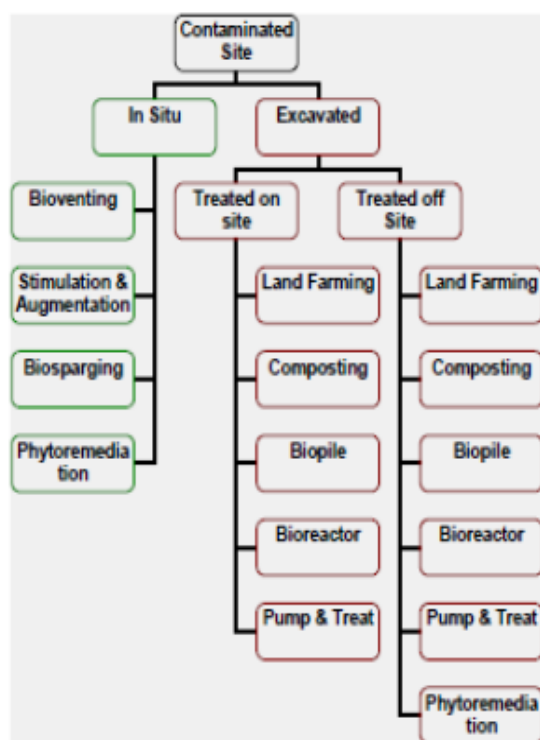 Contaminated
Site
In Situ
Excavated
Bioventing
Stimulation &
Augmentation
Biosparging
Phytoremedia
tion
Treated on
site
Land Farming
Composting
Biopile
Bioreactor
Pump & Treat
Treated off
Site
Land Farming
Composting
Biopile
Bioreactor
Pump & Treat
Phytoremedia
tion